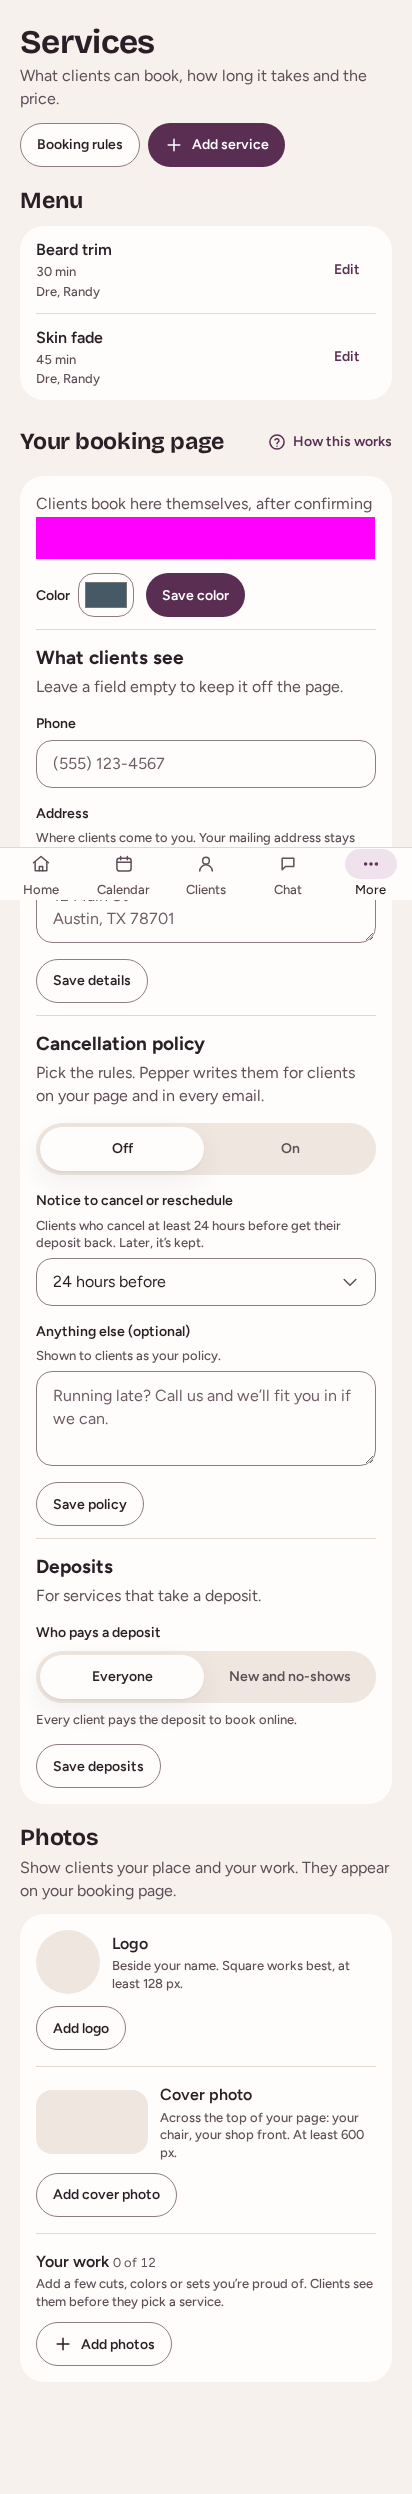 Services
What clients can book, how long it takes and the
price.
Booking rules
Add service
Menu
Beard trim
30 min
Dre, Randy
Edit
Skin fade
45 min
Dre, Randy
Edit
Your booking page
How this works
Clients book here themselves, after confirming
Color
Save color
What clients see
Leave a field empty to keep it off the page.
Phone
(555) 123-4567
Address
Where clients come to you. Your mailing address stays
Home
Calendar
Clients
Chat
More
Austin, TX 78701
Save details
Cancellation policy
Pick the rules. Pepper writes them for clients
on your page and in every email.
Off
On
Notice to cancel or reschedule
Clients who cancel at least 24 hours before get their
deposit back. Later, it’s kept.
24 hours before
Anything else (optional)
Shown to clients as your policy.
Running late? Call us and we’ll fit you in if
we can.
Save policy
Deposits
For services that take a deposit.
Who pays a deposit
Everyone
New and no-shows
Every client pays the deposit to book online.
Save deposits
Photos
Show clients your place and your work. They appear
on your booking page.
Logo
Beside your name. Square works best, at
least 128 px.
Add logo
Cover photo
Across the top of your page: your
chair, your shop front. At least 600
px.
Add cover photo
Your work 0 of 12
Add a few cuts, colors or sets you’re proud of. Clients see
them before they pick a service.
Add photos